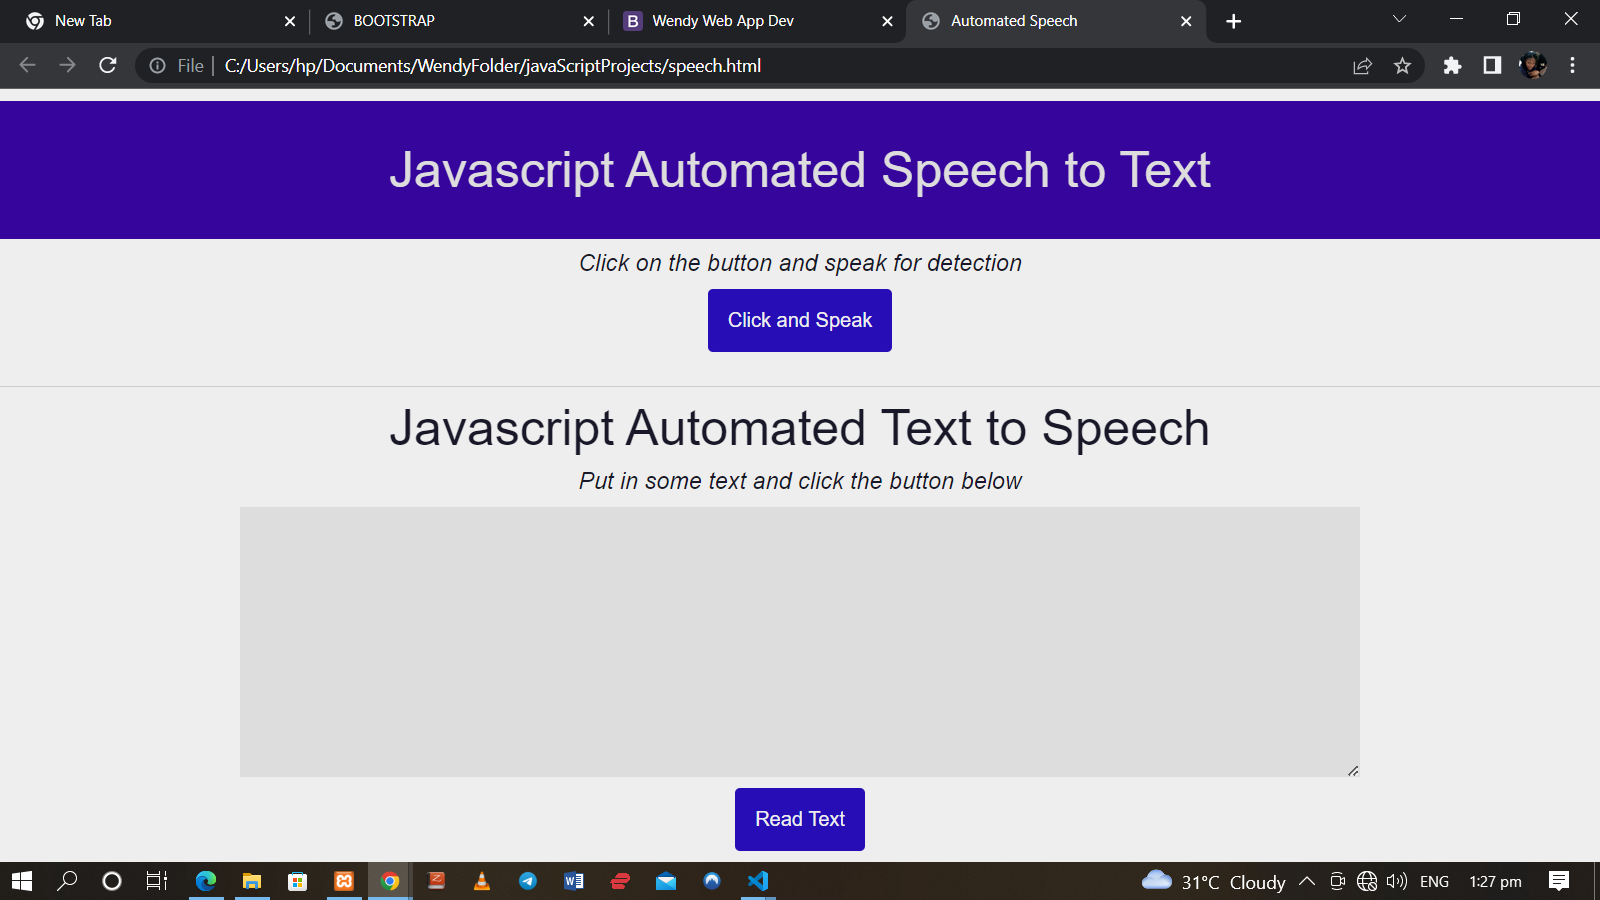 New Tab
BOOTSTRAP
Wendy Web App Dev
Automated Speech
File
C:/Users/hp/Documents/WendyFolder/javaScriptProjects/speech.html
Javascript Automated Speech to Text
Click on the button and speak for detection
Click and Speak
Javascript Automated Text to Speech
Put in some text and click the button below
Read Text
31°C Cloudy
ENG
1:27 pm